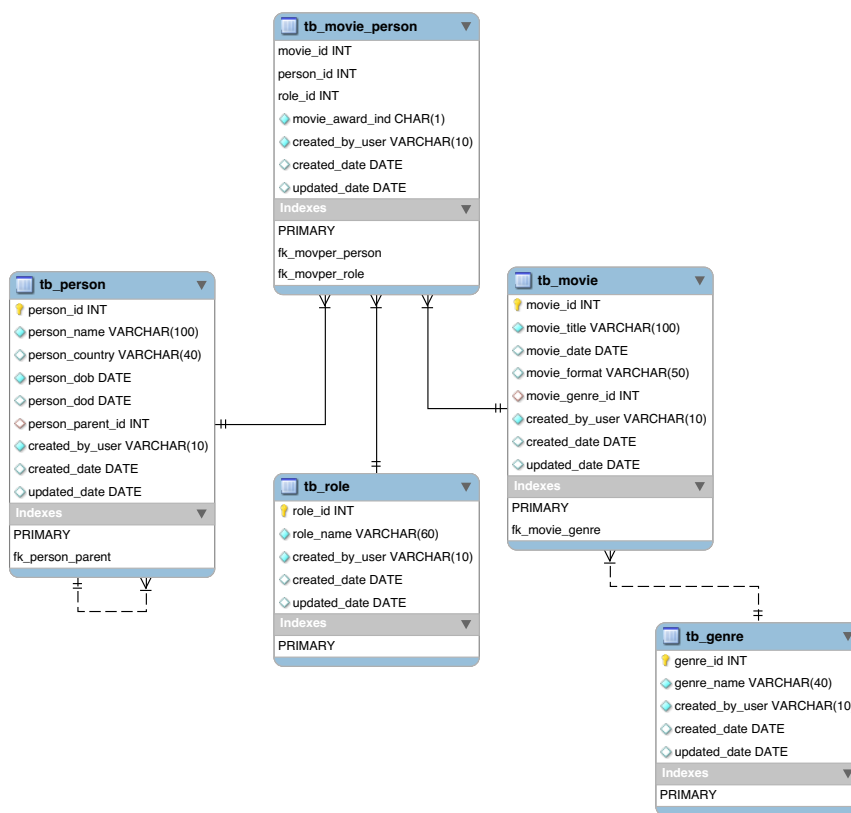 tb_movie_person
movie_id INT
person_id INT
role_id INT
movie_award_ind CHAR(1)
created_by_user VARCHAR(10)
created_date DATE
updated_date DATE
Indexes
PRIMARY
fk_movper_person
fk_movper_role
tb_person
person_id INT
person_name VARCHAR(100)
person_country VARCHAR(40)
person_dob DATE
person_dod DATE
person_parent_id INT
created_by_user VARCHAR(10)
created_date DATE
updated_date DATE
Indexes
PRIMARY
fk_person_parent
tb_role
role_id INT
role_name VARCHAR(60)
created_by_user VARCHAR(10)
created_date DATE
updated_date DATE
Indexes
PRIMARY
tb_movie
movie_id INT
movie_title VARCHAR(100)
movie_date DATE
movie_format VARCHAR(50)
movie_genre_id INT
created_by_user VARCHAR(10)
created_date DATE
updated_date DATE
Indexes
PRIMARY
fk_movie_genre
tb_genre
genre_id INT
genre_name VARCHAR(40)
created_by_user VARCHAR(10
created_date DATE
updated_date DATE
Indexes
PRIMARY